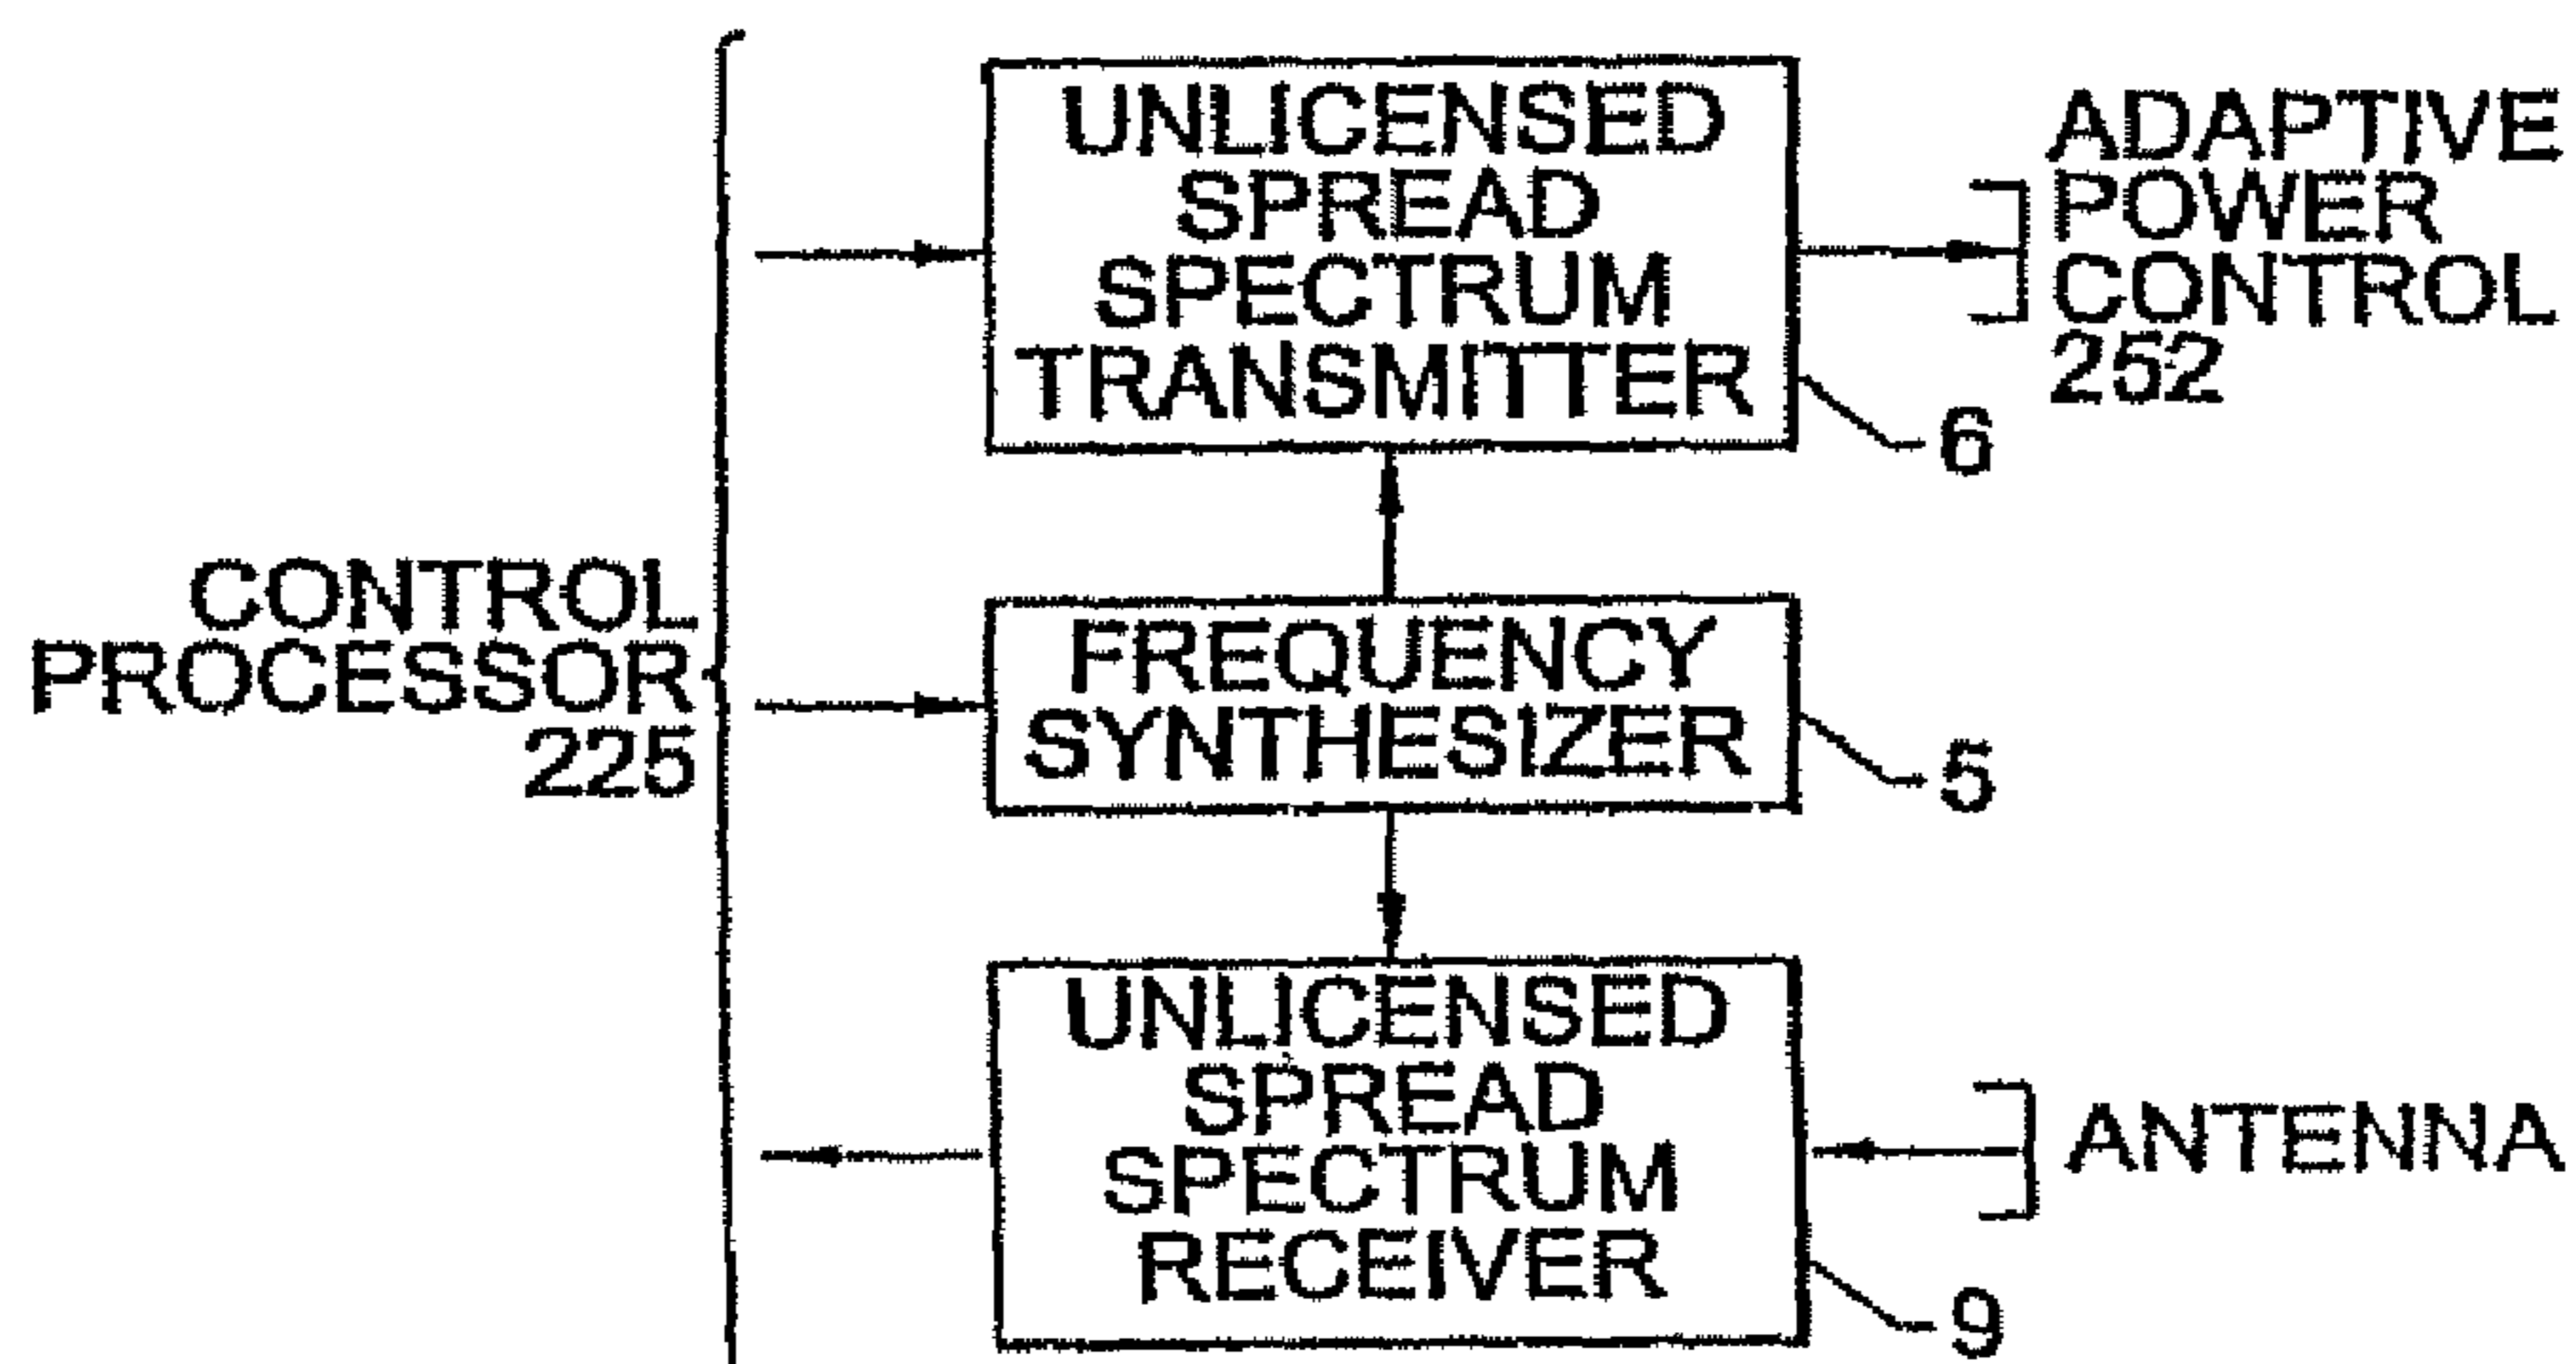 UNLICENSED
SPREAD
SPECTRUM
TRANSMITTER
6
ADAPTIVE
POWER
CONTROL
252
CONTROL
PROCESSOR
225
FREQUENCY
SYNTHESIZER
5
UNLICENSED
SPREAD
SPECTRUM
RECEIVER
9
ANTENNA